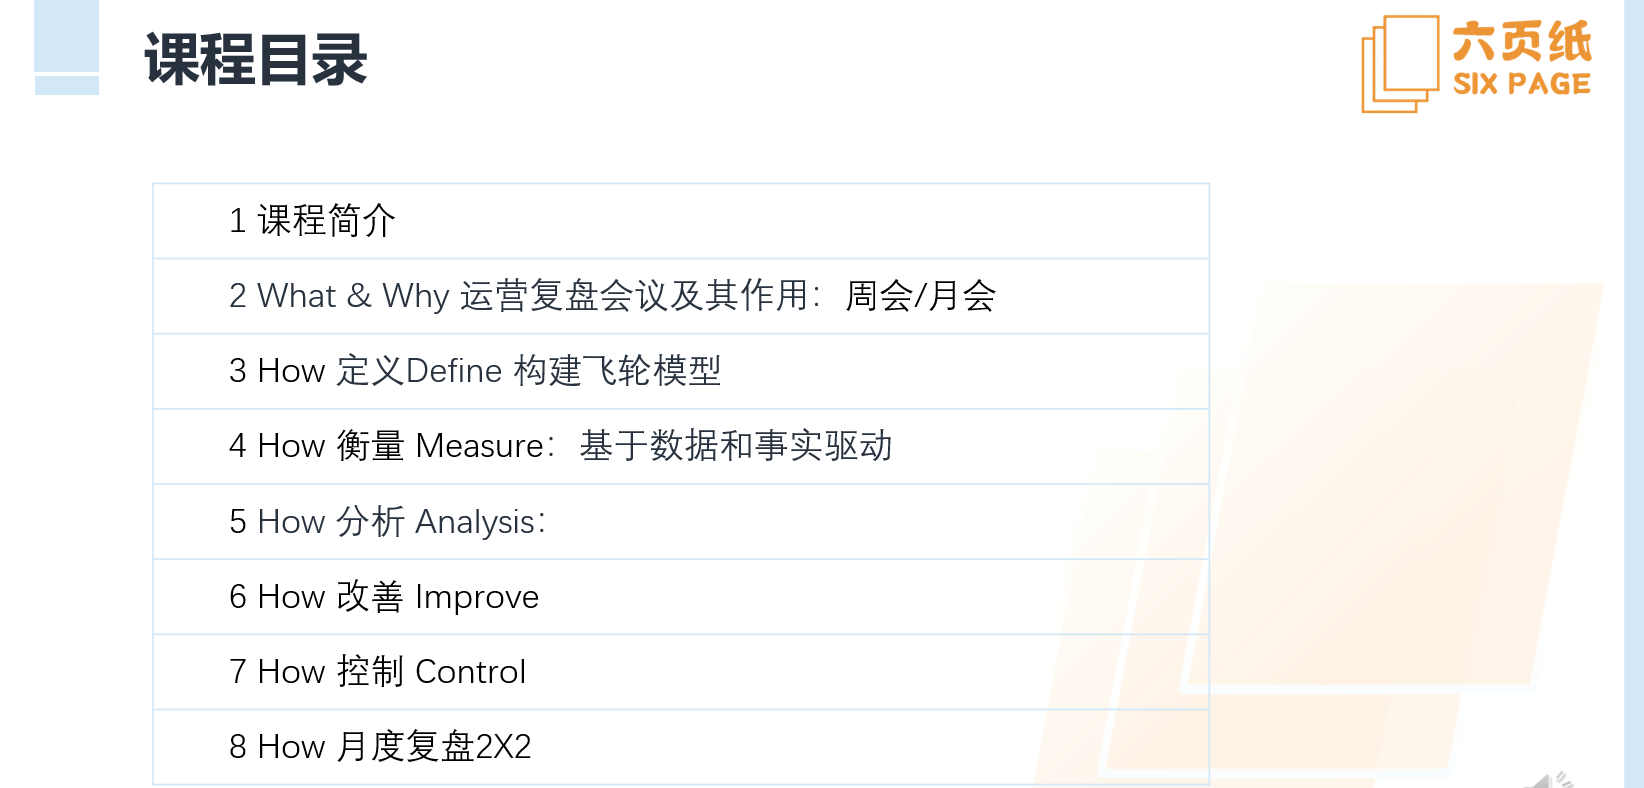 课程目录
六页纸
SIX PAGE
1 课程简介
2 What & Why 运营复盘会议及其作用：周会/月会
3 How 定义Define 构建飞轮模型
4 How 衡量 Measure：基于数据和事实驱动
5 How 分析 Analysis：
6 How 改善 Improve
7 How 控制 Control
8 How 月度复盘2X2